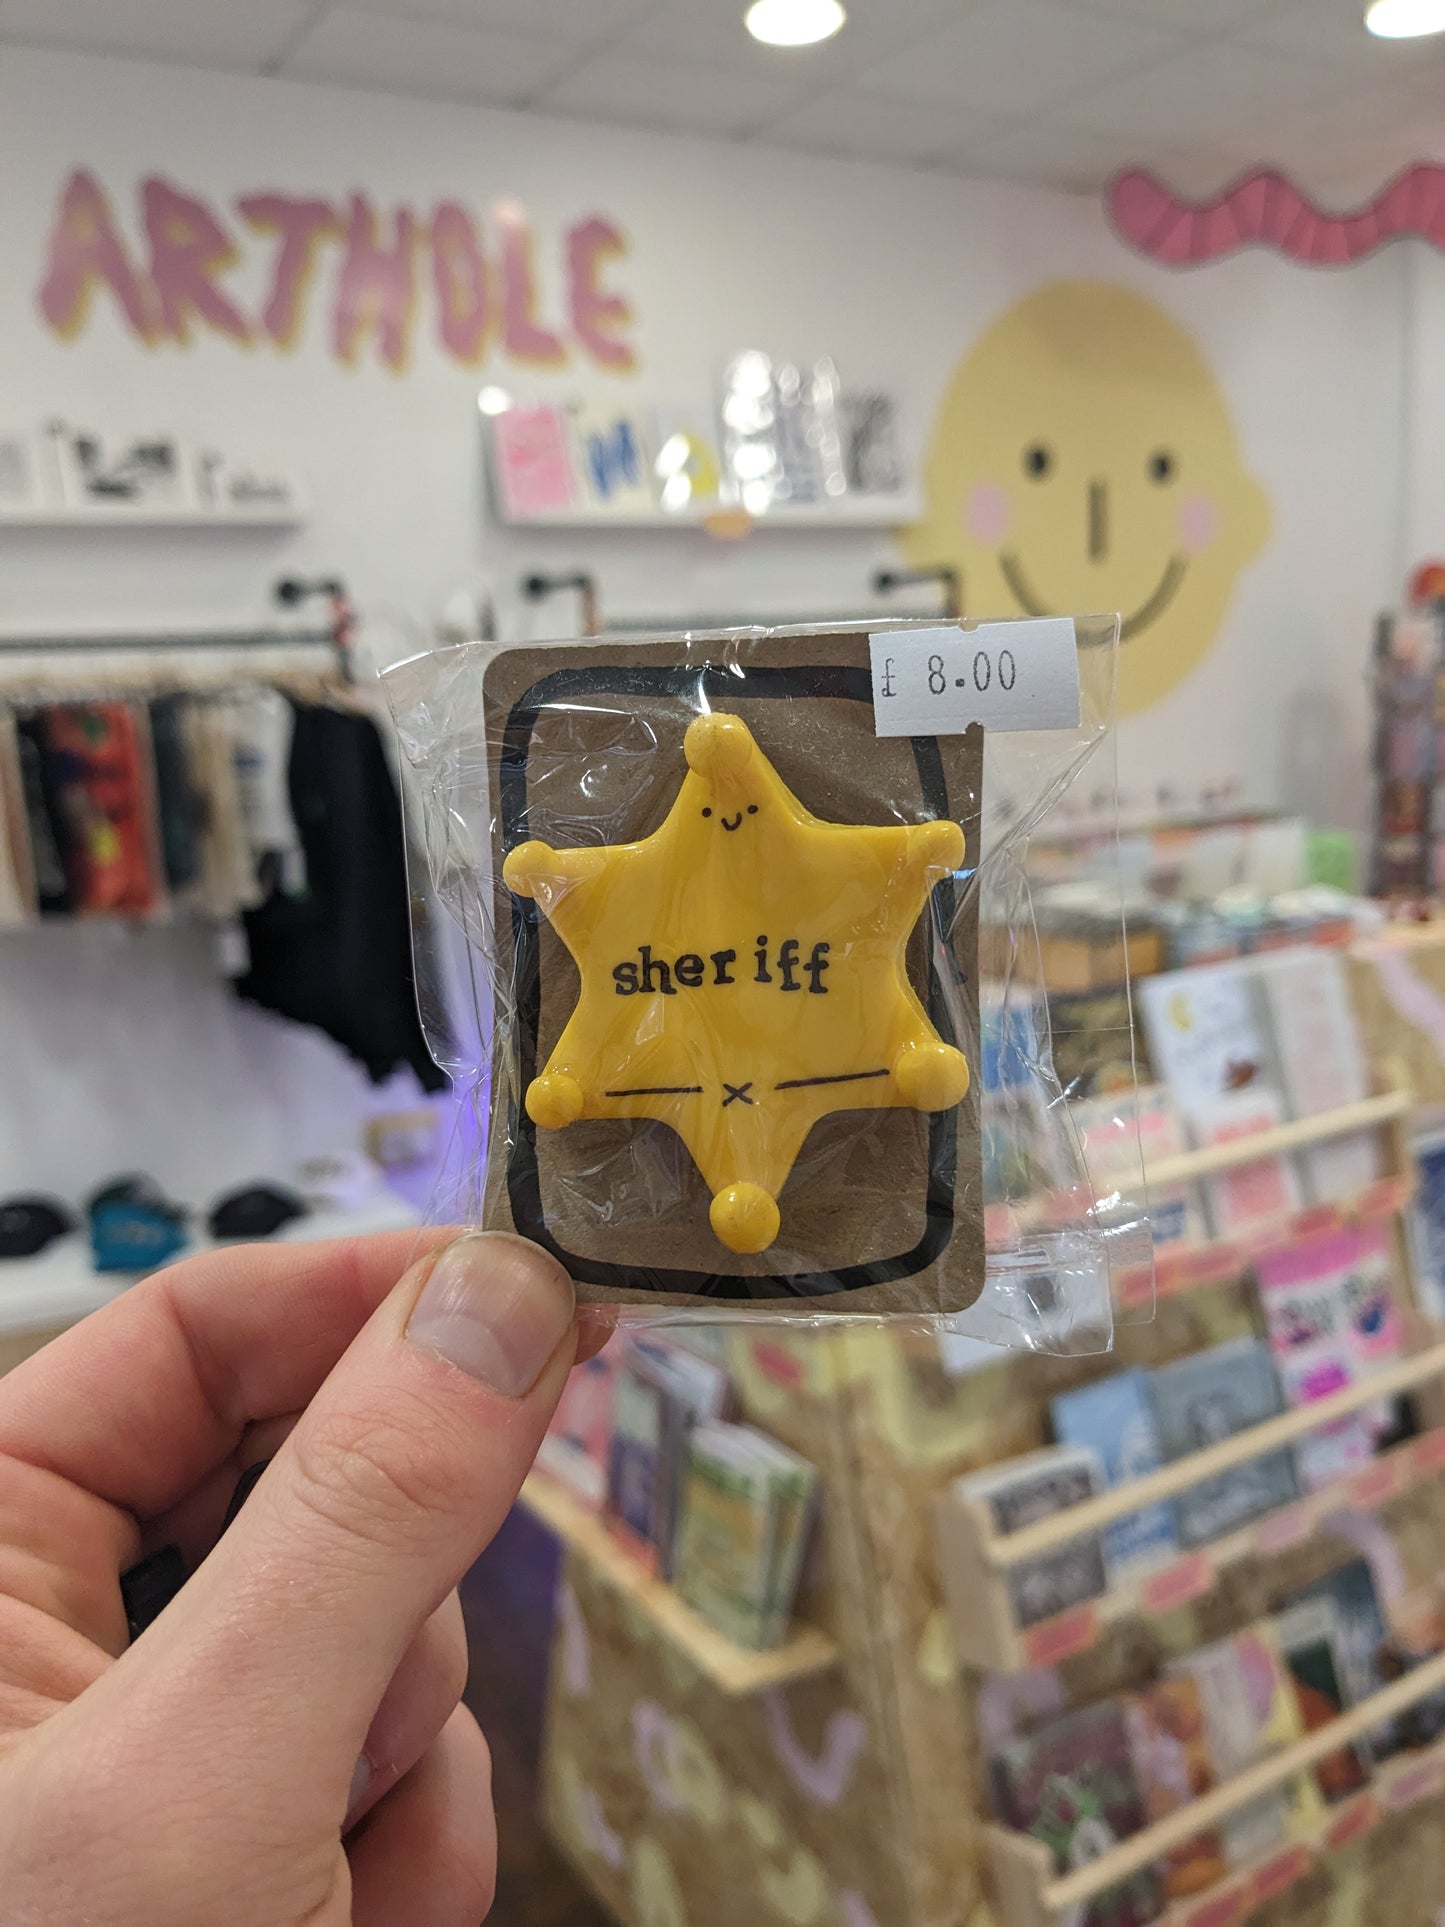 ARTHOLE
£ 8.00
sheriff
x